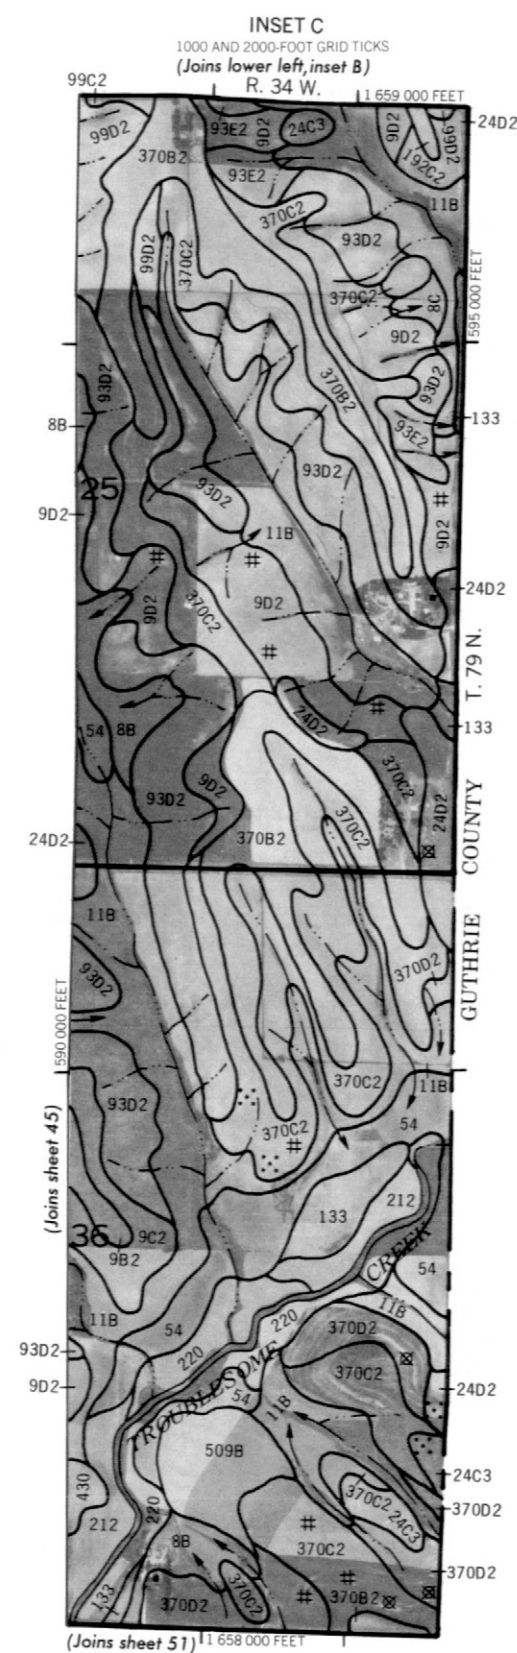 INSET C
1000 AND 2000-FOOT GRID TICKS
(Joins lower left, inset B)
R. 34 W.
99C2
1 659 000 FEET
99D2
93E2
9D2
24C3
9D2
99D2
24D2
370B2
93E2
192C2
11B
370C2
93D2
99D2
370C2
370C2
8C
595 000 FEET
9D2
93D2
370B2
93D2
8B
133
93E2
25
93D2
93D2
9D2
11B
9D2
24D2
9D2
370C2
9D2
T. 79 N.
54
8B
24D2
133
93D2
9D2
370C2
370C2
24D2
24D2
370B2
COUNTY
11B
GUTHRIE
93D2
370D2
590 000 FEET
370C2
11B
93D2
370C2
54
(Joins sheet 45)
133
212
36
9C2
9B2
CREEK
54
11B
11B
54
220
370D2
93D2
220
370C2
9D2
TROUBLESOME
54
24D2
11B
509B
430
24C3
370C2
24C3
220
370D2
212
8B
370C2
370D2
133
370D2
370C2
370B2
(Joins sheet 51)
1 658 000 FEET